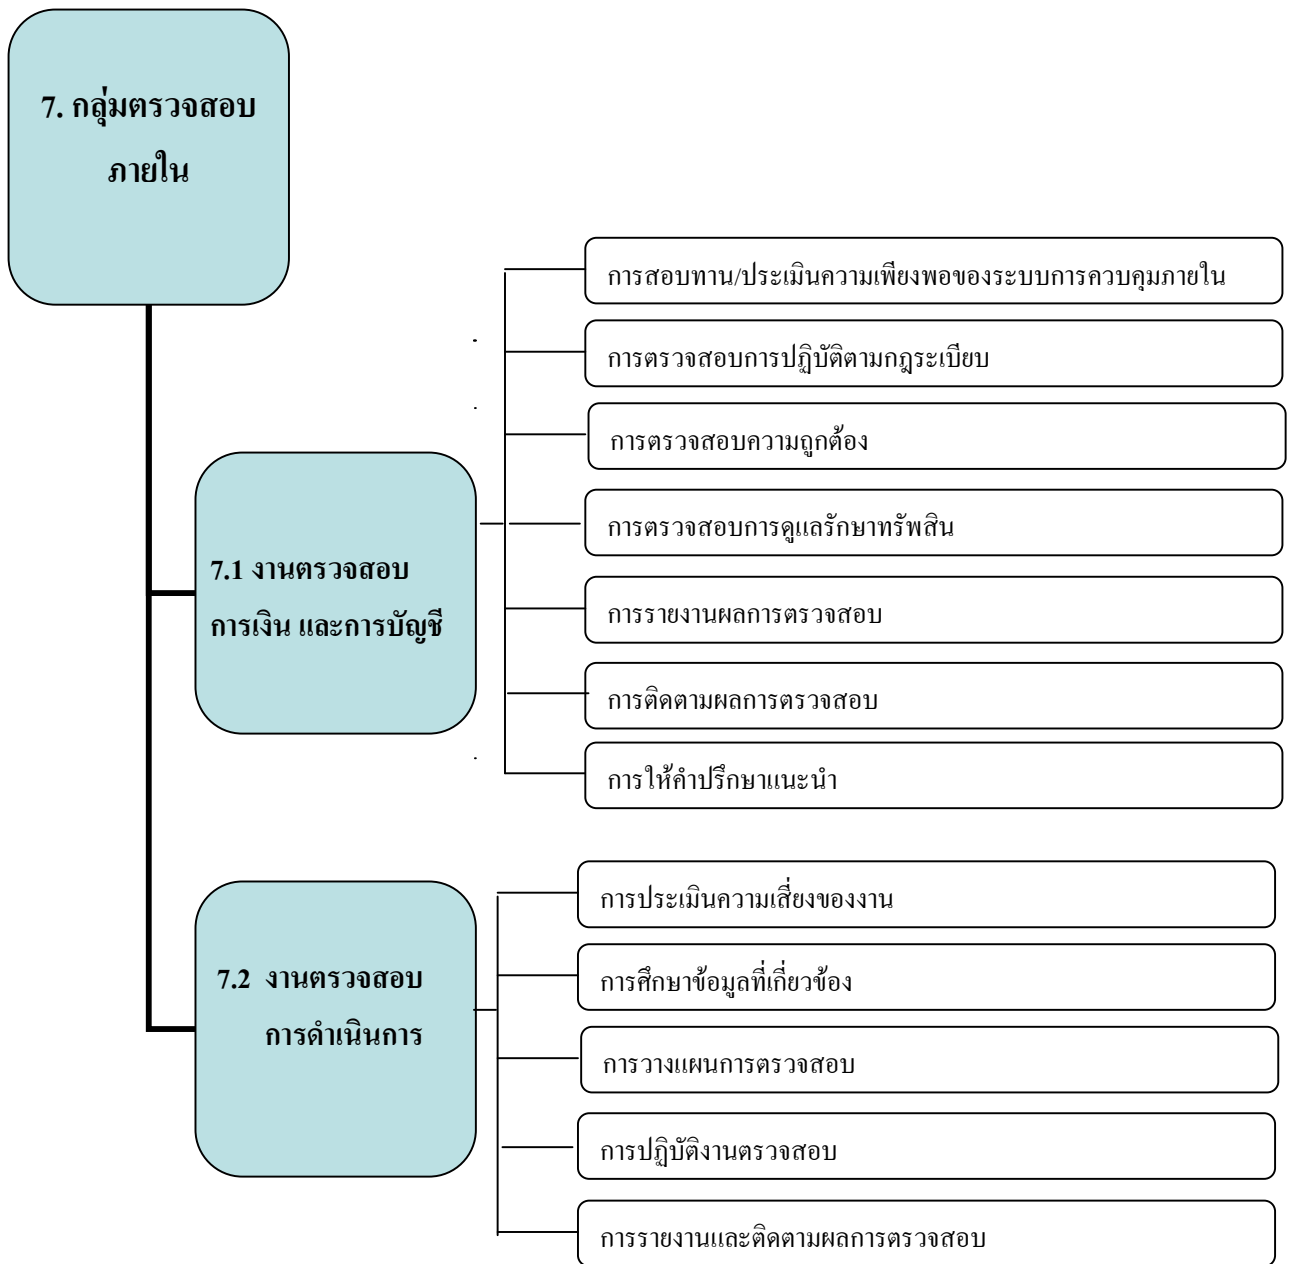 7. กลุ่มตรวจสอบ
ภายใน
การสอบทาน/ประเมินความเพียงพอของระบบการควบคุมภายใน
การตรวจสอบการปฏิบัติตามกฎระเบียบ
การตรวจสอบความถูกต้อง
การตรวจสอบการดูแลรักษาทรัพสิน
7.1 งานตรวจสอบ
การเงิน และการบัญชี
การรายงานผลการตรวจสอบ
การติดตามผลการตรวจสอบ
การให้คำปรึกษาแนะนำ
การประเมินความเสี่ยงของงาน
7.2 งานตรวจสอบ
การดำเนินการ
การศึกษาข้อมูลที่เกี่ยวข้อง
การวางแผนการตรวจสอบ
การปฏิบัติงานตรวจสอบ
การรายงานและติดตามผลการตรวจสอบ